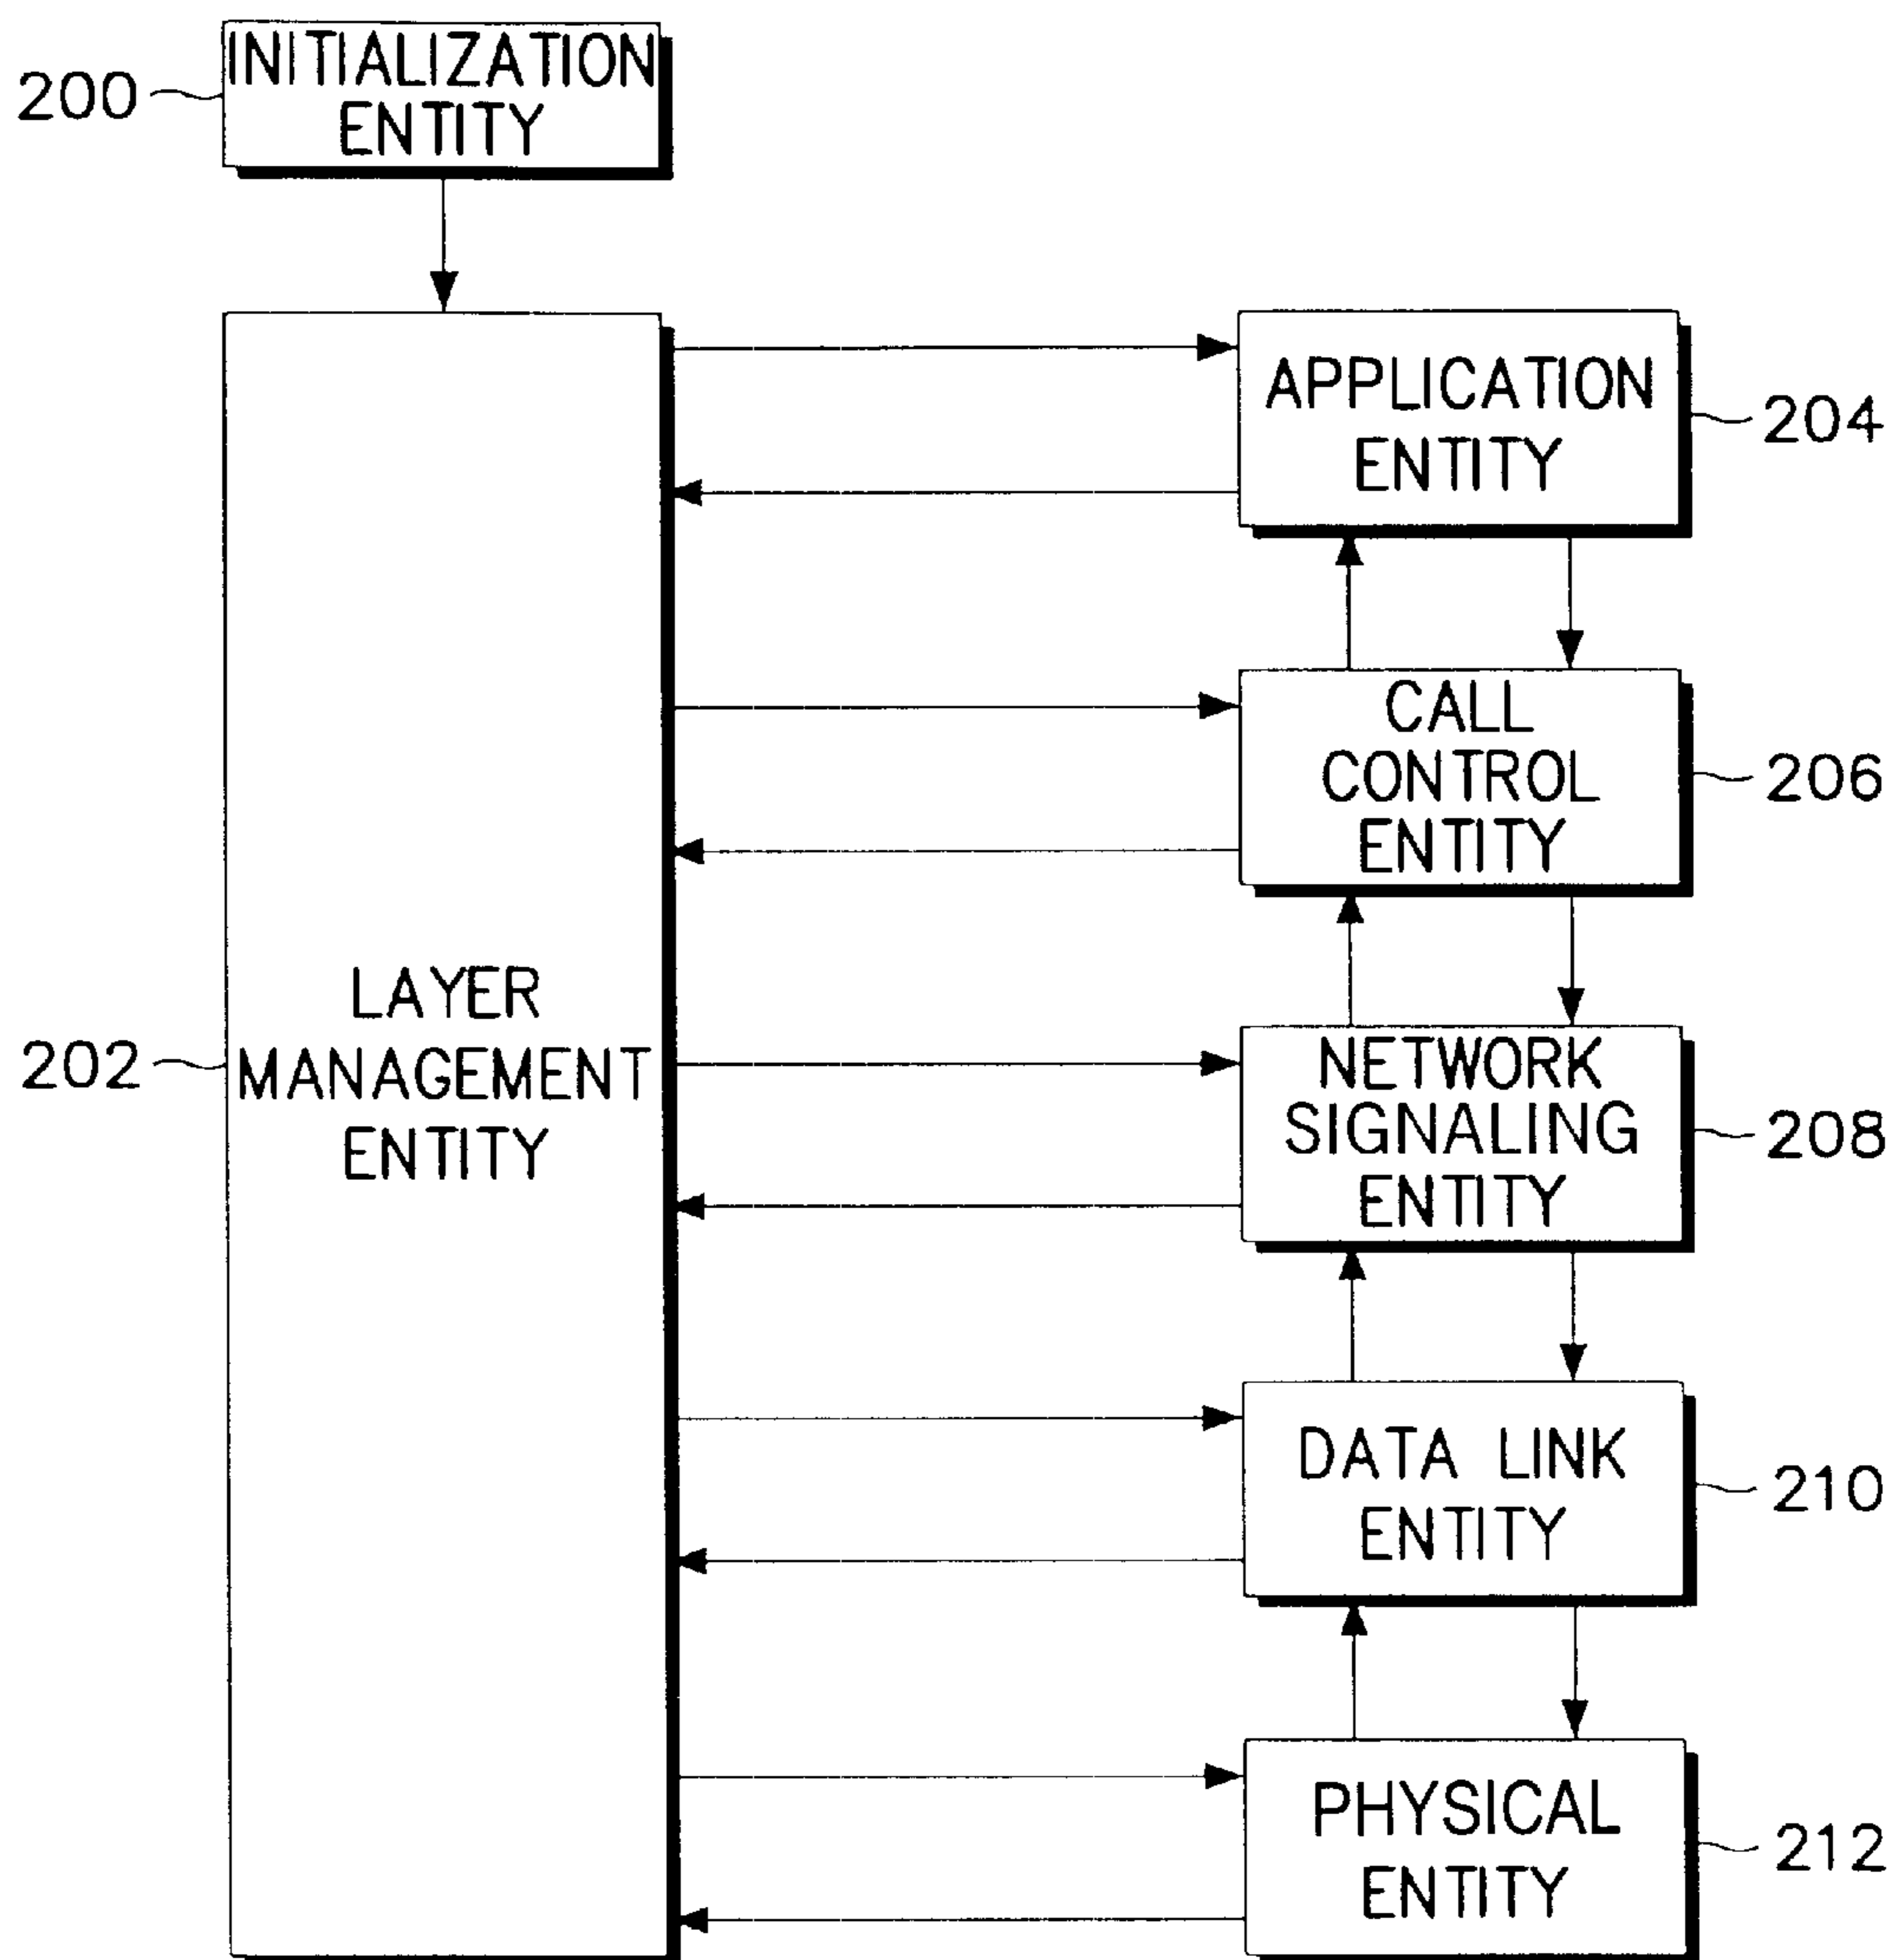 INITIALIZATION
ENTITY
200
APPLICATION
ENTITY
204
CALL
CONTROL
ENTITY
206
LAYER
MANAGEMENT
ENTITY
202
NETWORK
SIGNALING
ENTITY
208
DATA LINK
ENTITY
210
PHYSICAL
ENTITY
212